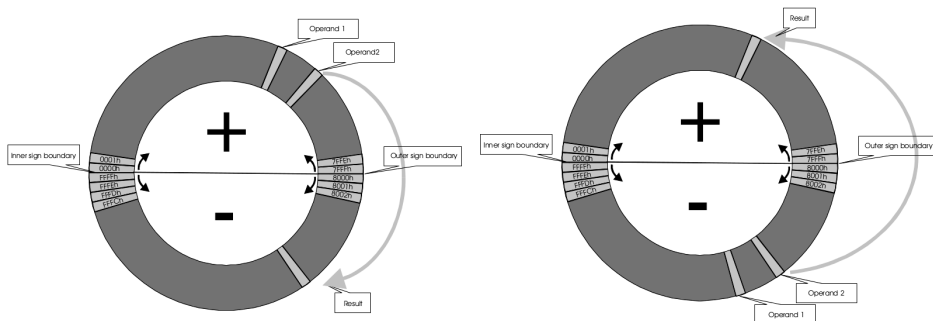 Operand 1
Operand2
Inner sign boundary
0001h
0000h
FFFFh
FFFEh
FFFDh
FFFCh
+
-
7FFEh
7FFFh
8000h
8001h
8002h
Outer sign boundary
Result
Result
Inner sign boundary
0001h
0000h
FFFFh
FFFEh
FFFDh
FFFCh
+
-
7FFEh
7FFFh
8000h
8001h
8002h
Outer sign boundary
Operand 2
Operand 1